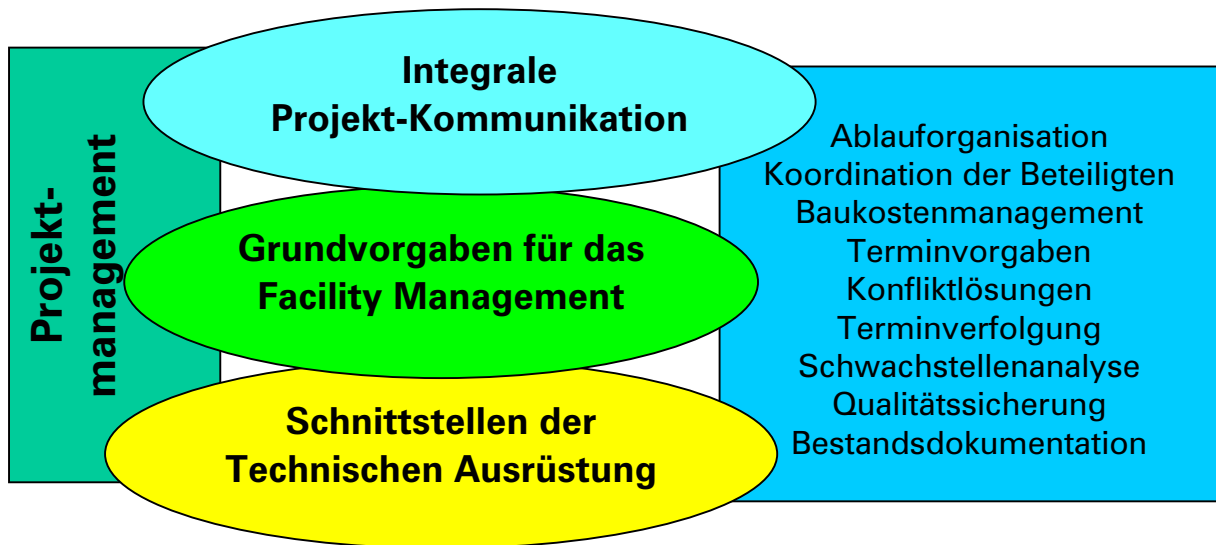 Projekt-
management
Integrale
Projekt-Kommunikation
Grundvorgaben für das
Facility Management
Schnittstellen der
Technischen Ausrüstung
Ablauforganisation
Koordination der Beteiligten
Baukostenmanagement
Terminvorgaben
Konfliktlösungen
Terminverfolgung
Schwachstellenanalyse
Qualitätssicherung
Bestandsdokumentation